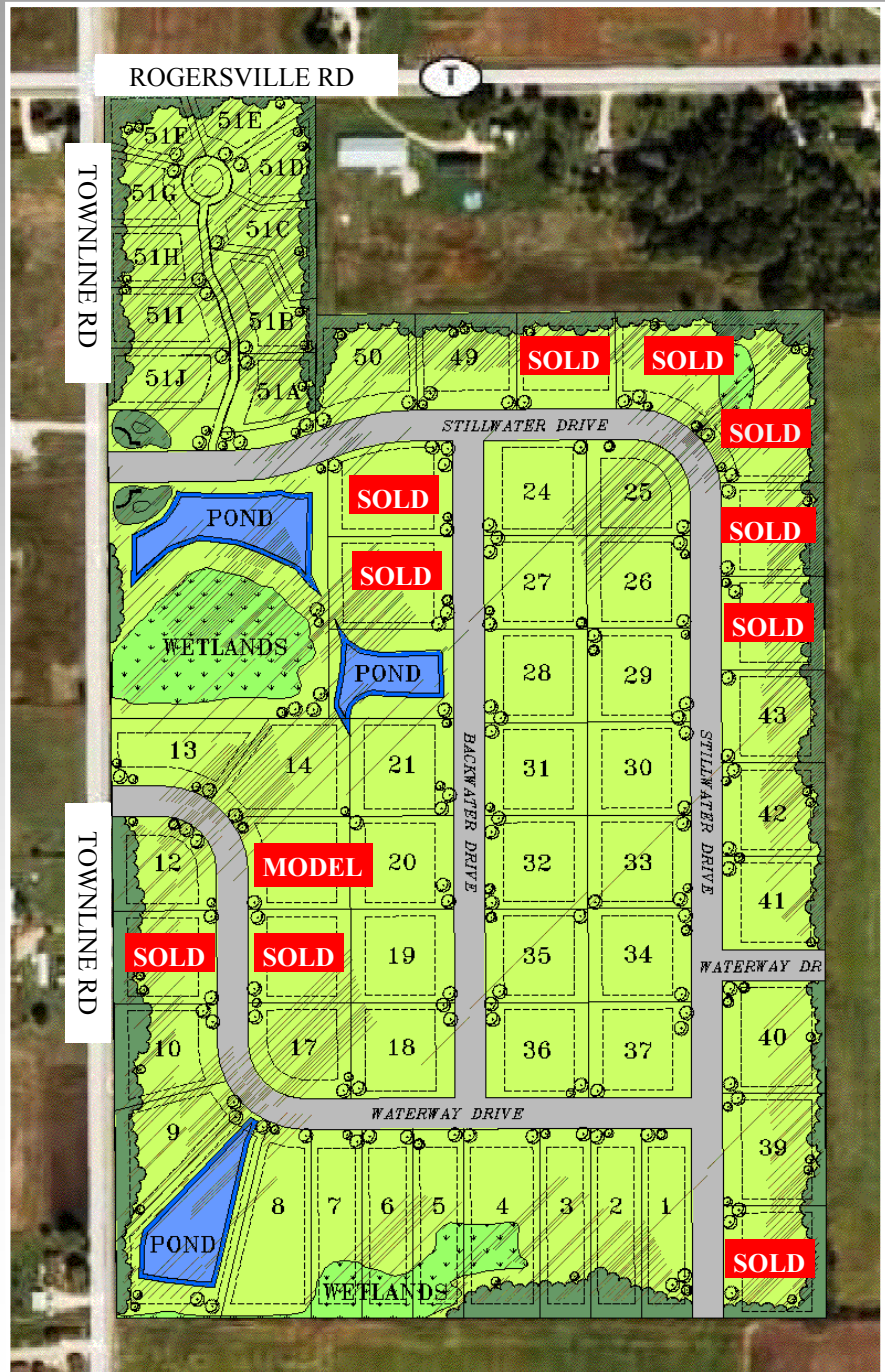 ROGERSVILLE RD
T
TOWNLINE RD
51F
51E
51G
51D
51H
51C
51I
51B
51J
51A
50
49
SOLD
SOLD
STILLWATER DRIVE
SOLD
SOLD
24
25
SOLD
POND
SOLD
27
26
SOLD
WETLANDS
POND
28
29
43
13
14
21
BACKWATER DRIVE
31
30
STILLWATER DRIVE
42
TOWNLINE RD
12
MODEL
20
32
33
41
SOLD
SOLD
19
35
34
WATERWAY DR
10
17
18
36
37
40
WATERWAY DRIVE
9
39
8
7
6
5
4
3
2
1
POND
WETLANDS
SOLD